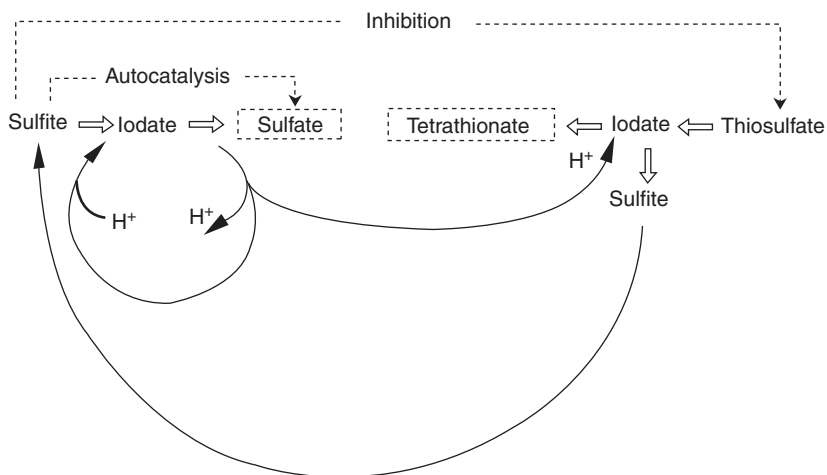 Inhibition
Autocatalysis
Sulfite Iodate Sulfate Tetrathionate Iodate Thiosulfate
H⁺
Sulfite
H⁺ H⁺